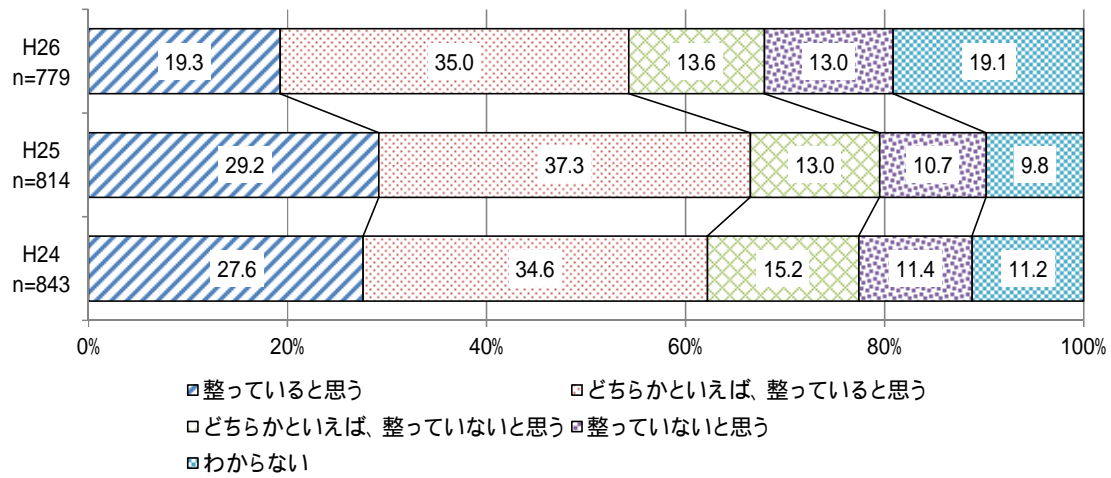 H26
n=779
19.3 35.0 13.6 13.0 19.1
H25
n=814
29.2 37.3 13.0 10.7 9.8
H24
n=843
27.6 34.6 15.2 11.4 11.2
0% 20% 40% 60% 80% 100%
整っていると思う どちらかといえば、整っていると思う
どちらかといえば、整っていないと思う 整っていないと思う
わからない